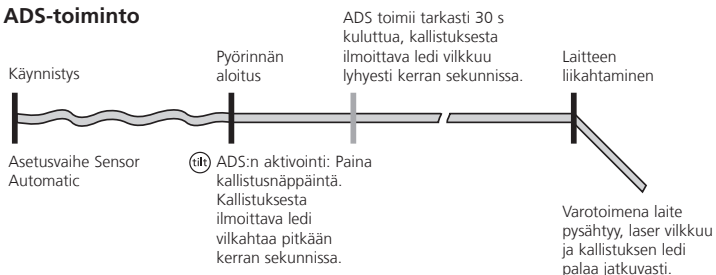 ADS-toiminto
Käynnistys
Asetusvaihe Sensor
Automatic
Pyörinnän
aloitus
tilt
ADS:n aktivointi: Paina
kallistusnäppäintä.
Kallistuksesta
ilmoittava ledi
vilkahtaa pitkään
kerran sekunnissa.
ADS toimii tarkasti 30 s
kuluttua, kallistuksesta
ilmoittava ledi vilkkuu
lyhyesti kerran sekunnissa.
Laitteen
liikahtaminen
Varotoimena laite
pysähtyy, laser vilkkuu
ja kallistuksen ledi
palaa jatkuvasti.